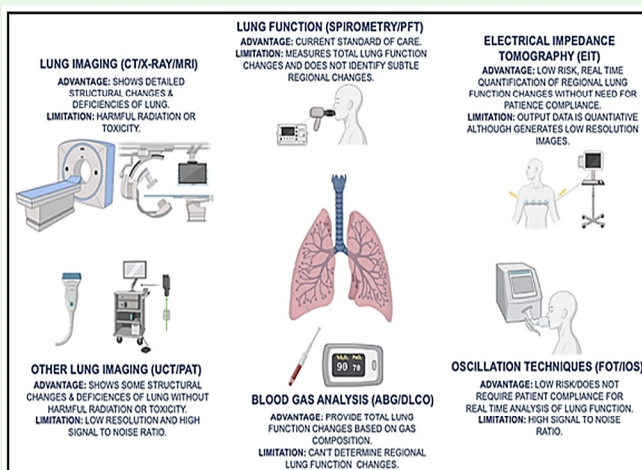 LUNG FUNCTION (SPIROMETRY/PFT)
ADVANTAGE: CURRENT STANDARD OF CARE.
LIMITATION: MEASURES TOTAL LUNG FUNCTION
CHANGES AND DOES NOT IDENTIFY SUBTLE
REGIONAL CHANGES.
LUNG IMAGING (CT/X-RAY/MRI)
ADVANTAGE: SHOWS DETAILED
STRUCTURAL CHANGES &
DEFICIENCIES OF LUNG.
LIMITATION: HARMFUL RADIATION OR
TOXICITY.
ELECTRICAL IMPEDANCE
TOMOGRAPHY (EIT)
ADVANTAGE: LOW RISK, REAL TIME
QUANTIFICATION OF REGIONAL LUNG
FUNCTION CHANGES WITHOUT NEED FOR
PATIENCE COMPLIANCE.
LIMITATION: OUTPUT DATA IS QUANTITATIVE
ALTHOUGH GENERATES LOW RESOLUTION
IMAGES.
OTHER LUNG IMAGING (UCT/PAT)
ADVANTAGE: SHOWS SOME STRUCTURAL
CHANGES & DEFICIENCES OF LUNG WITHOUT
HARMFUL RADIATION OR TOXICITY.
LIMITATION: LOW RESOLUTION AND HIGH
SIGNAL TO NOISE RATIO.
90 70
BLOOD GAS ANALYSIS (ABG/DLCO)
ADVANTAGE: PROVIDE TOTAL LUNG
FUNCTION CHANGES BASED ON GAS
COMPOSITION.
LIMITATION: CAN'T DETERMINE REGIONAL
LUNG FUNCTION CHANGES.
OSCILLATION TECHNIQUES (FOT/IOS)
ADVANTAGE: LOW RISK/DOES NOT
REQUIRE PATIENT COMPLIANCE FOR
REAL TIME ANALYSIS OF LUNG FUNCTION.
LIMITATION: HIGH SIGNAL TO NOISE
RATIO.